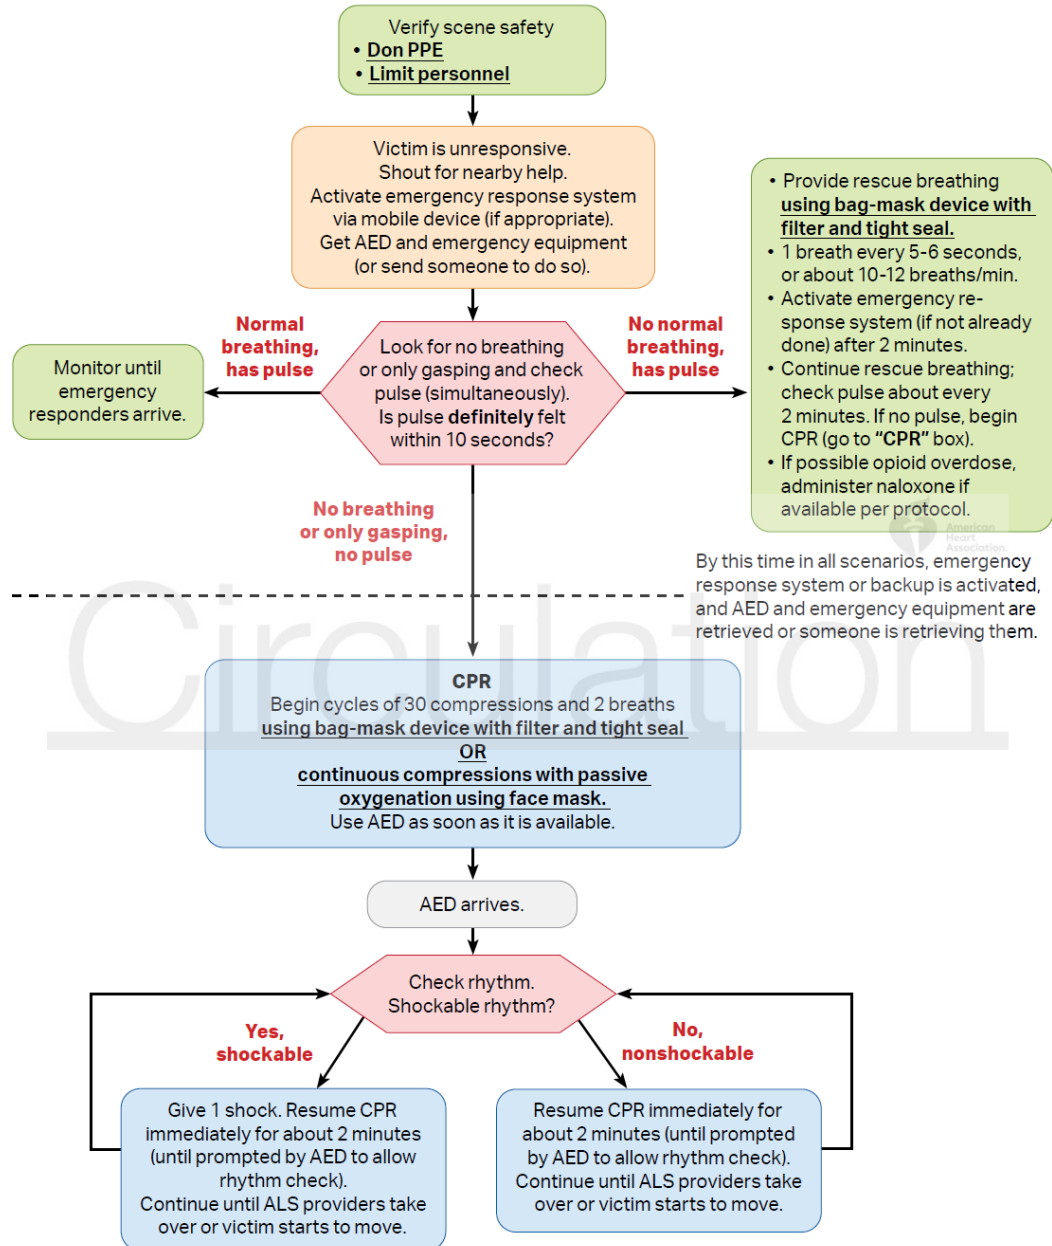 Verify scene safety
• Don PPE
• Limit personnel
Victim is unresponsive.
Shout for nearby help.
Activate emergency response system
via mobile device (if appropriate).
Get AED and emergency equipment
(or send someone to do so).
Normal
breathing,
has pulse
Look for no breathing
or only gasping and check
pulse (simultaneously).
Is pulse definitely felt
within 10 seconds?
No normal
breathing,
has pulse
Monitor until
emergency
responders arrive.
• Provide rescue breathing
using bag-mask device with
filter and tight seal.
• 1 breath every 5-6 seconds,
or about 10-12 breaths/min.
• Activate emergency re-
sponse system (if not already
done) after 2 minutes.
• Continue rescue breathing;
check pulse about every
2 minutes. If no pulse, begin
CPR (go to "CPR" box).
• If possible opioid overdose,
administer naloxone if
available per protocol.
American
Heart
Association.
No breathing
or only gasping,
no pulse
By this time in all scenarios, emergency
response system or backup is activated,
and AED and emergency equipment are
retrieved or someone is retrieving them.
Circulation
CPR
Begin cycles of 30 compressions and 2 breaths
using bag-mask device with filter and tight seal
OR
continuous compressions with passive
oxygenation using face mask.
Use AED as soon as it is available.
AED arrives.
Check rhythm.
Shockable rhythm?
Yes,
shockable
No,
nonshockable
Give 1 shock. Resume CPR
immediately for about 2 minutes
(until prompted by AED to allow
rhythm check).
Continue until ALS providers take
over or victim starts to move.
Resume CPR immediately for
about 2 minutes (until prompted
by AED to allow rhythm check).
Continue until ALS providers take
over or victim starts to move.